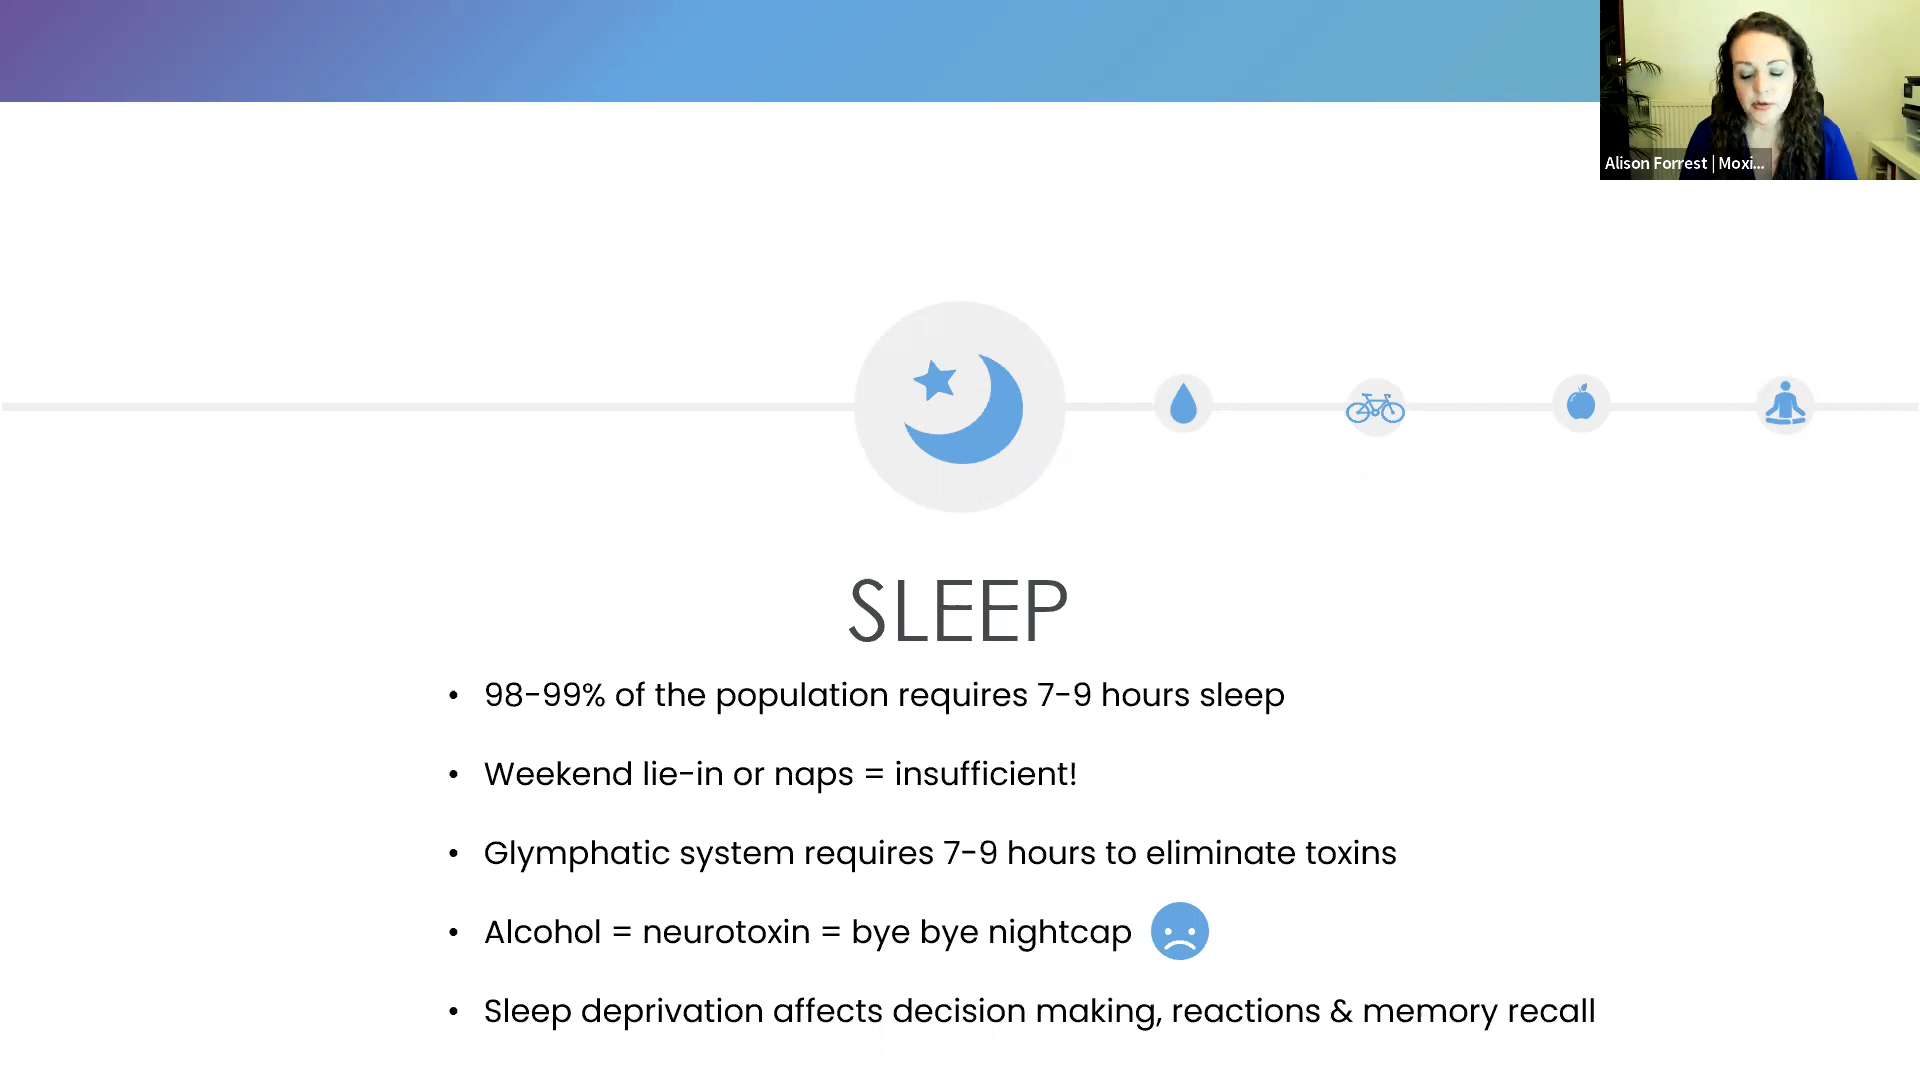 Alison Forrest | Moxi...
SLEEP
• 98-99% of the population requires 7-9 hours sleep
• Weekend lie-in or naps = insufficient!
• Glymphatic system requires 7-9 hours to eliminate toxins
• Alcohol = neurotoxin = bye bye nightcap
• Sleep deprivation affects decision making, reactions & memory recall